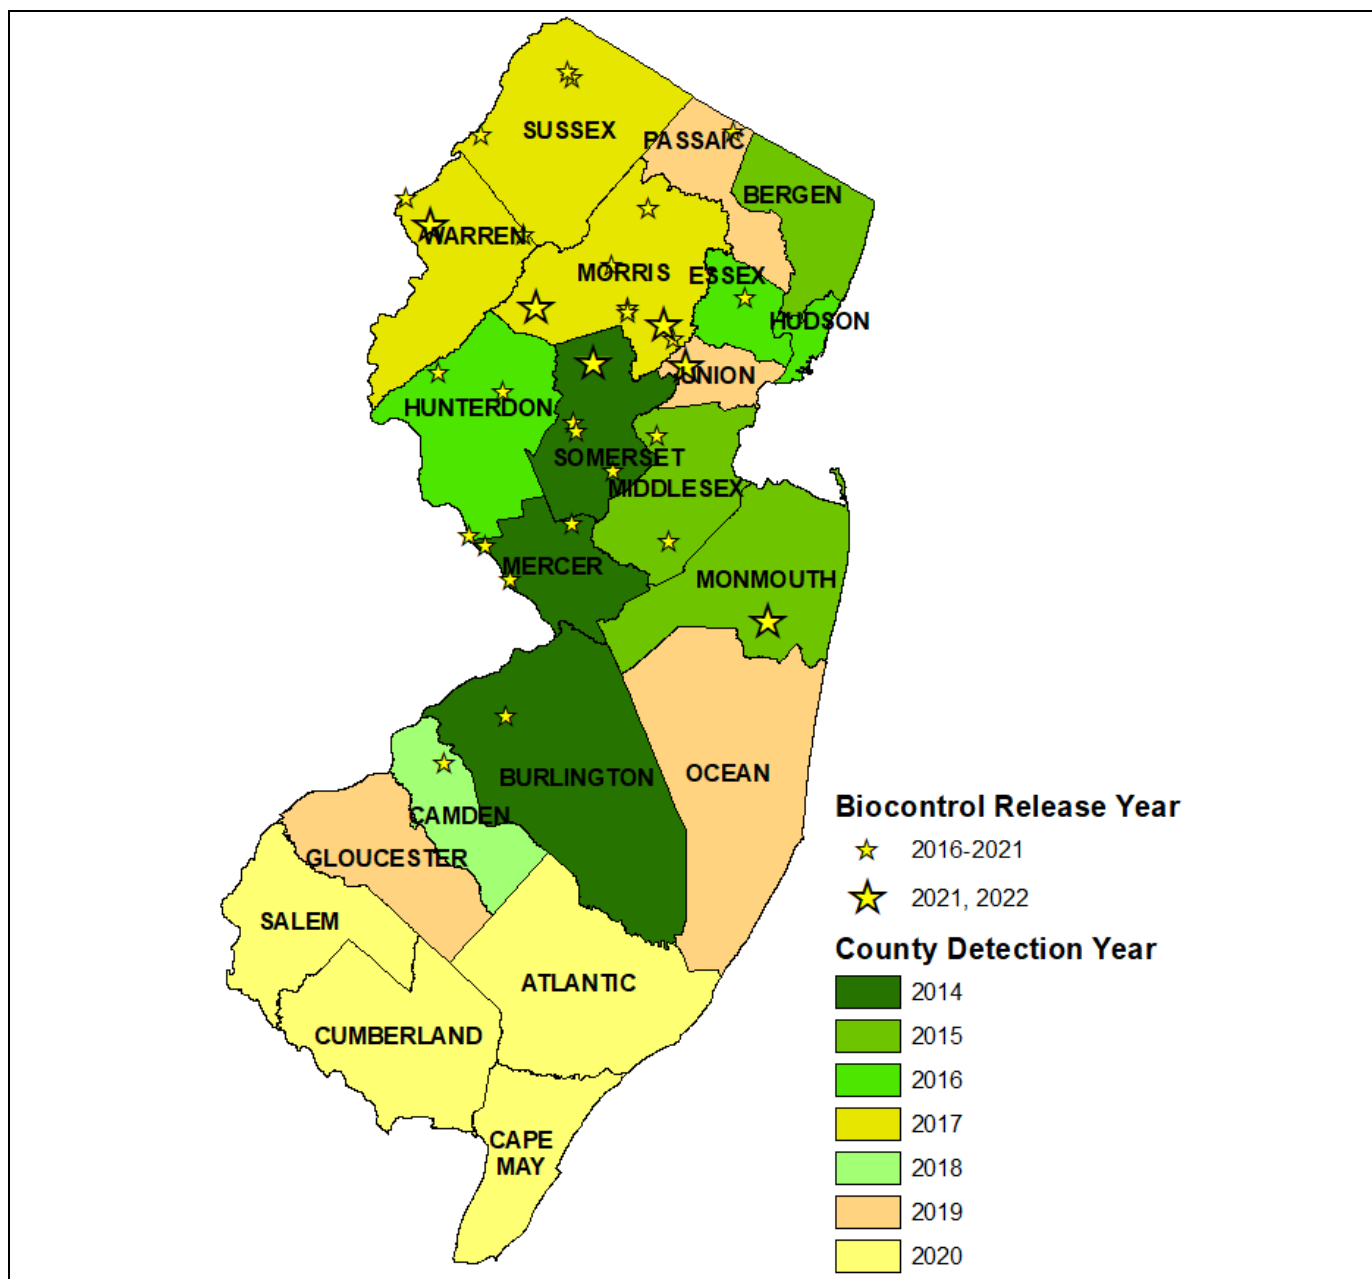 SUSSEX
PASSAIC
BERGEN
WARREN
MORRIS
ESSEX
HUDSON
UNION
HUNTERDON
SOMERSET
MIDDLESEX
MERCER
MONMOUTH
OCEAN
BURLINGTON
CAMDEN
GLOUCESTER
SALEM
ATLANTIC
CUMBERLAND
CAPE
MAY
Biocontrol Release Year
2016-2021
2021, 2022
County Detection Year
2014
2015
2016
2017
2018
2019
2020